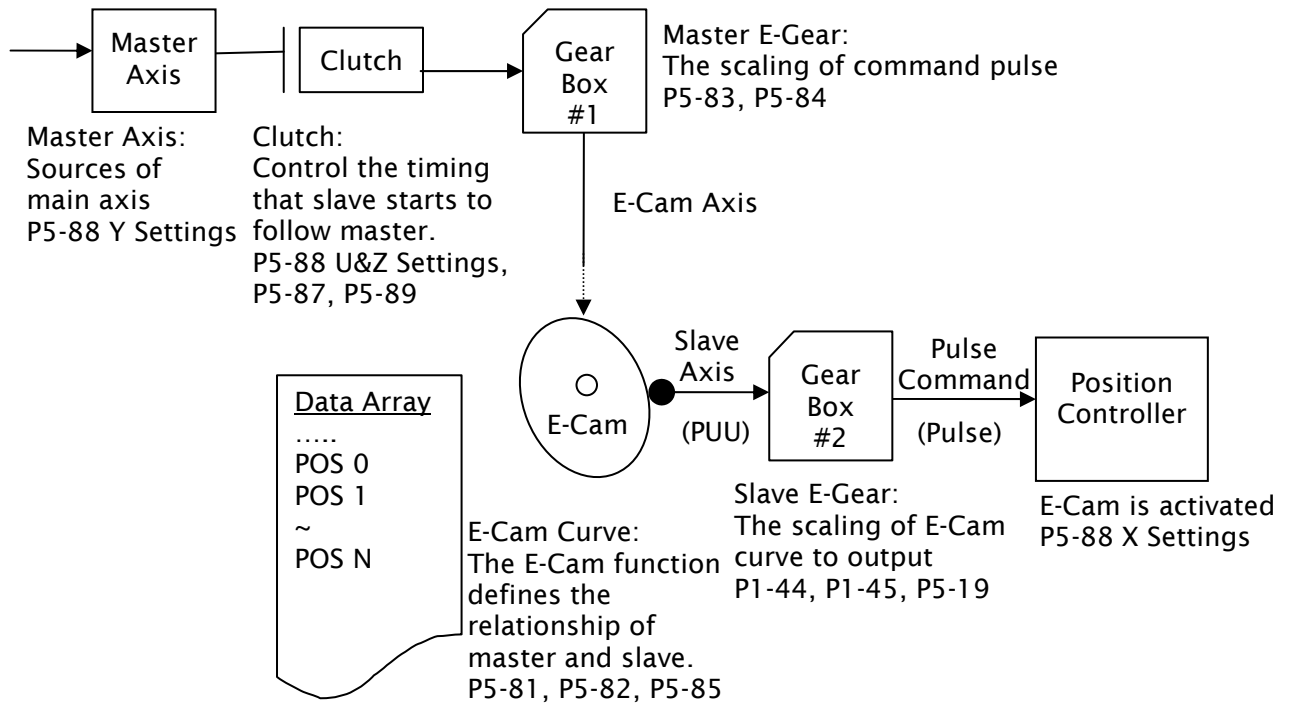 Master
Axis
Clutch
Gear
Box
#1
Master E-Gear:
The scaling of command pulse
P5-83, P5-84
Master Axis:
Sources of
main axis
P5-88 Y Settings
Clutch:
Control the timing
that slave starts to
follow master.
P5-88 U&Z Settings,
P5-87, P5-89
E-Cam Axis
E-Cam
Slave
Axis
(PUU)
Gear
Box
#2
Pulse
Command
(Pulse)
Position
Controller
Data Array
.....
POS 0
POS 1
~
POS N
E-Cam Curve:
The E-Cam function
defines the
relationship of
master and slave.
P5-81, P5-82, P5-85
Slave E-Gear:
The scaling of E-Cam
curve to output
P1-44, P1-45, P5-19
E-Cam is activated
P5-88 X Settings